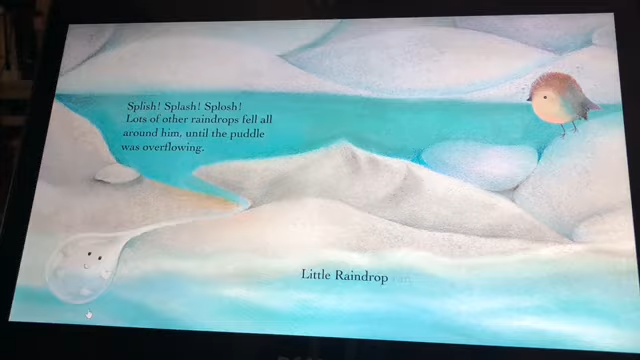 Splish! Splash! Splosh!
Lots of other raindrops fell all
around him, until the puddle
was overflowing.
Little Raindrop